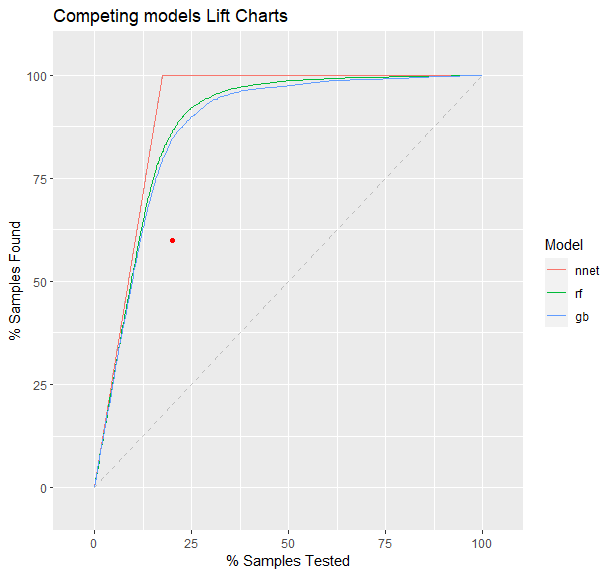 Competing models Lift Charts
% Samples Found
100
75
50
25
0
0 25 50 75 100
% Samples Tested
Model
nnet
rf
gb